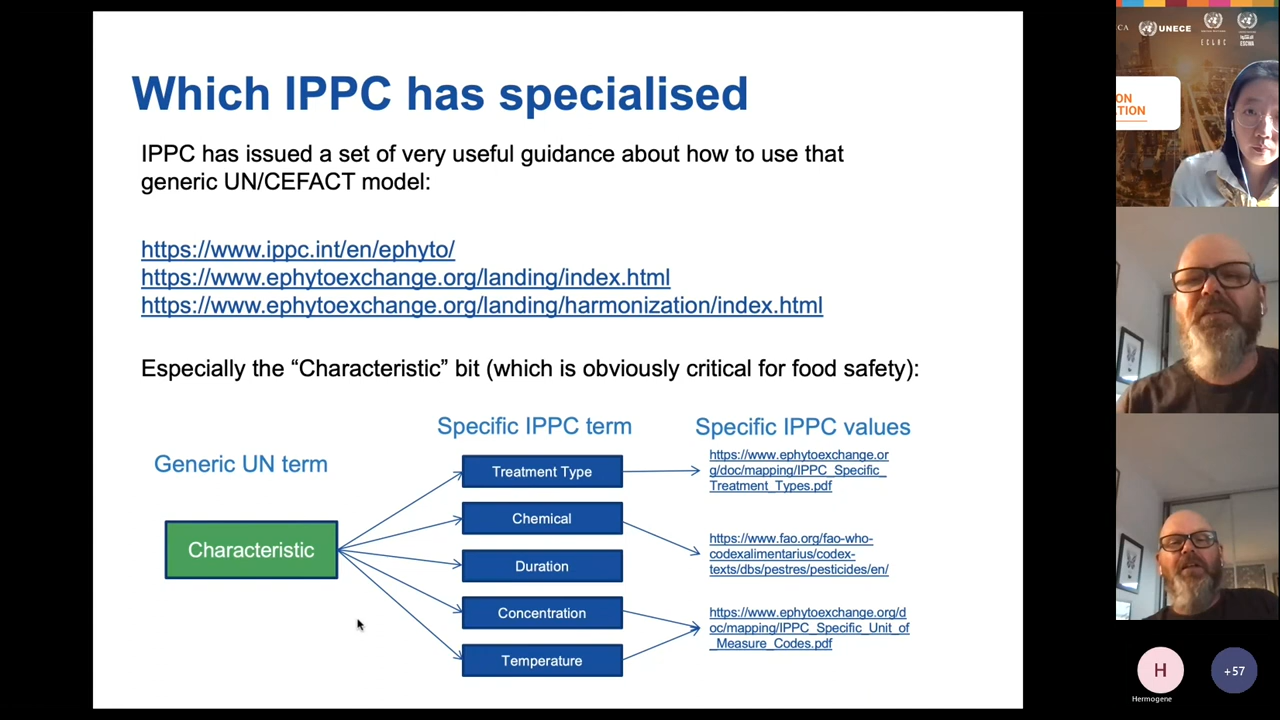 Which IPPC has specialised
IPPC has issued a set of very useful guidance about how to use that
generic UN/CEFACT model:
https://www.ippc.int/en/ephyto/
https://www.ephytoexchange.org/landing/index.html
https://www.ephytoexchange.org/landing/harmonization/index.html
Especially the “Characteristic” bit (which is obviously critical for food safety):
Generic UN term
Characteristic
Specific IPPC term
Treatment Type
Chemical
Duration
Concentration
Temperature
Specific IPPC values
https://www.ephytoexchange.or
g/doc/mapping/IPPC_Specific_
Treatment_Types.pdf
https://www.fao.org/fao-who-
codexalimentarius/codex-
texts/dbs/pestres/pesticides/en/
https://www.ephytoexchange.org/d
oc/mapping/IPPC_Specific_Unit_of
_Measure_Codes.pdf
CA
UNECE
ECLAC
ESCWA
ON
TION
H
Hermogene
+57